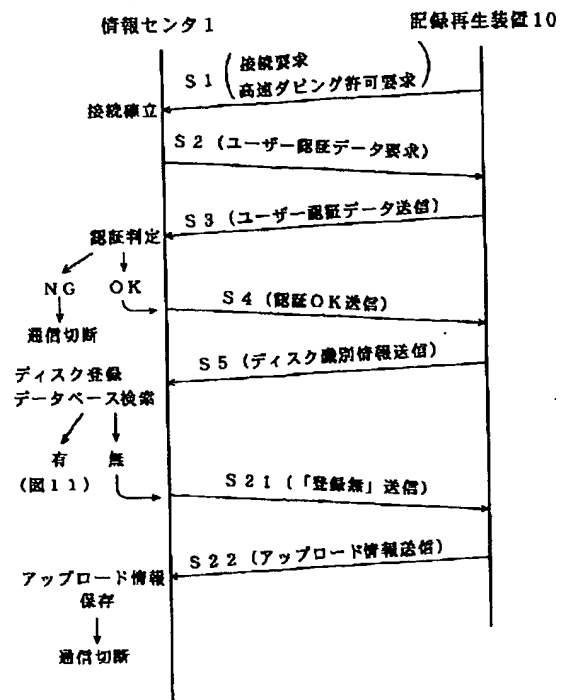 情報センタ1
記録再生装置10
S1
接続要求
高速ダビング許可要求
接続確立
S2(ユーザー認証データ要求)
S3(ユーザー認証データ送信)
認証判定
NG OK
S4(認証OK送信)
通信切断
S5(ディスク識別情報送信)
ディスク登録
データベース検索
有 無
(図11)
S21(「登録無」送信)
S22(アップロード情報送信)
アップロード情報
保存
通信切断